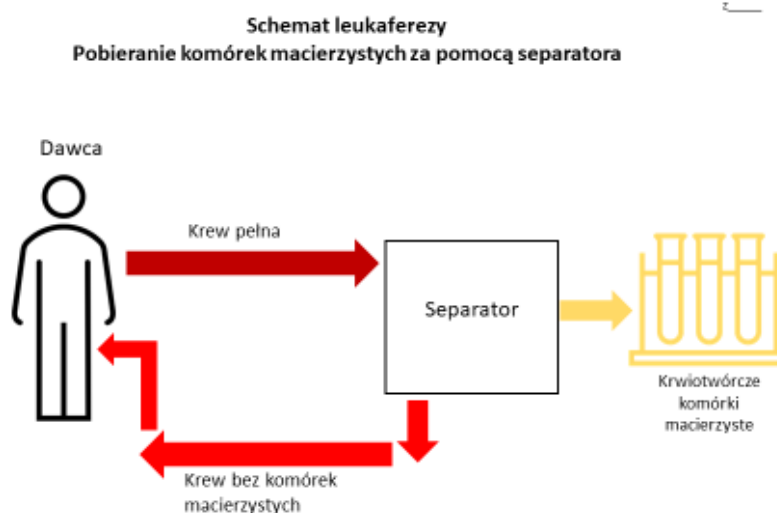 z_____
Schemat leukaferezy
Pobieranie komórek macierzystych za pomocą separatora
Dawca
Krew pełna
Separator
Krwiotwórcze
komórki
macierzyste
Krew bez komórek
macierzystych